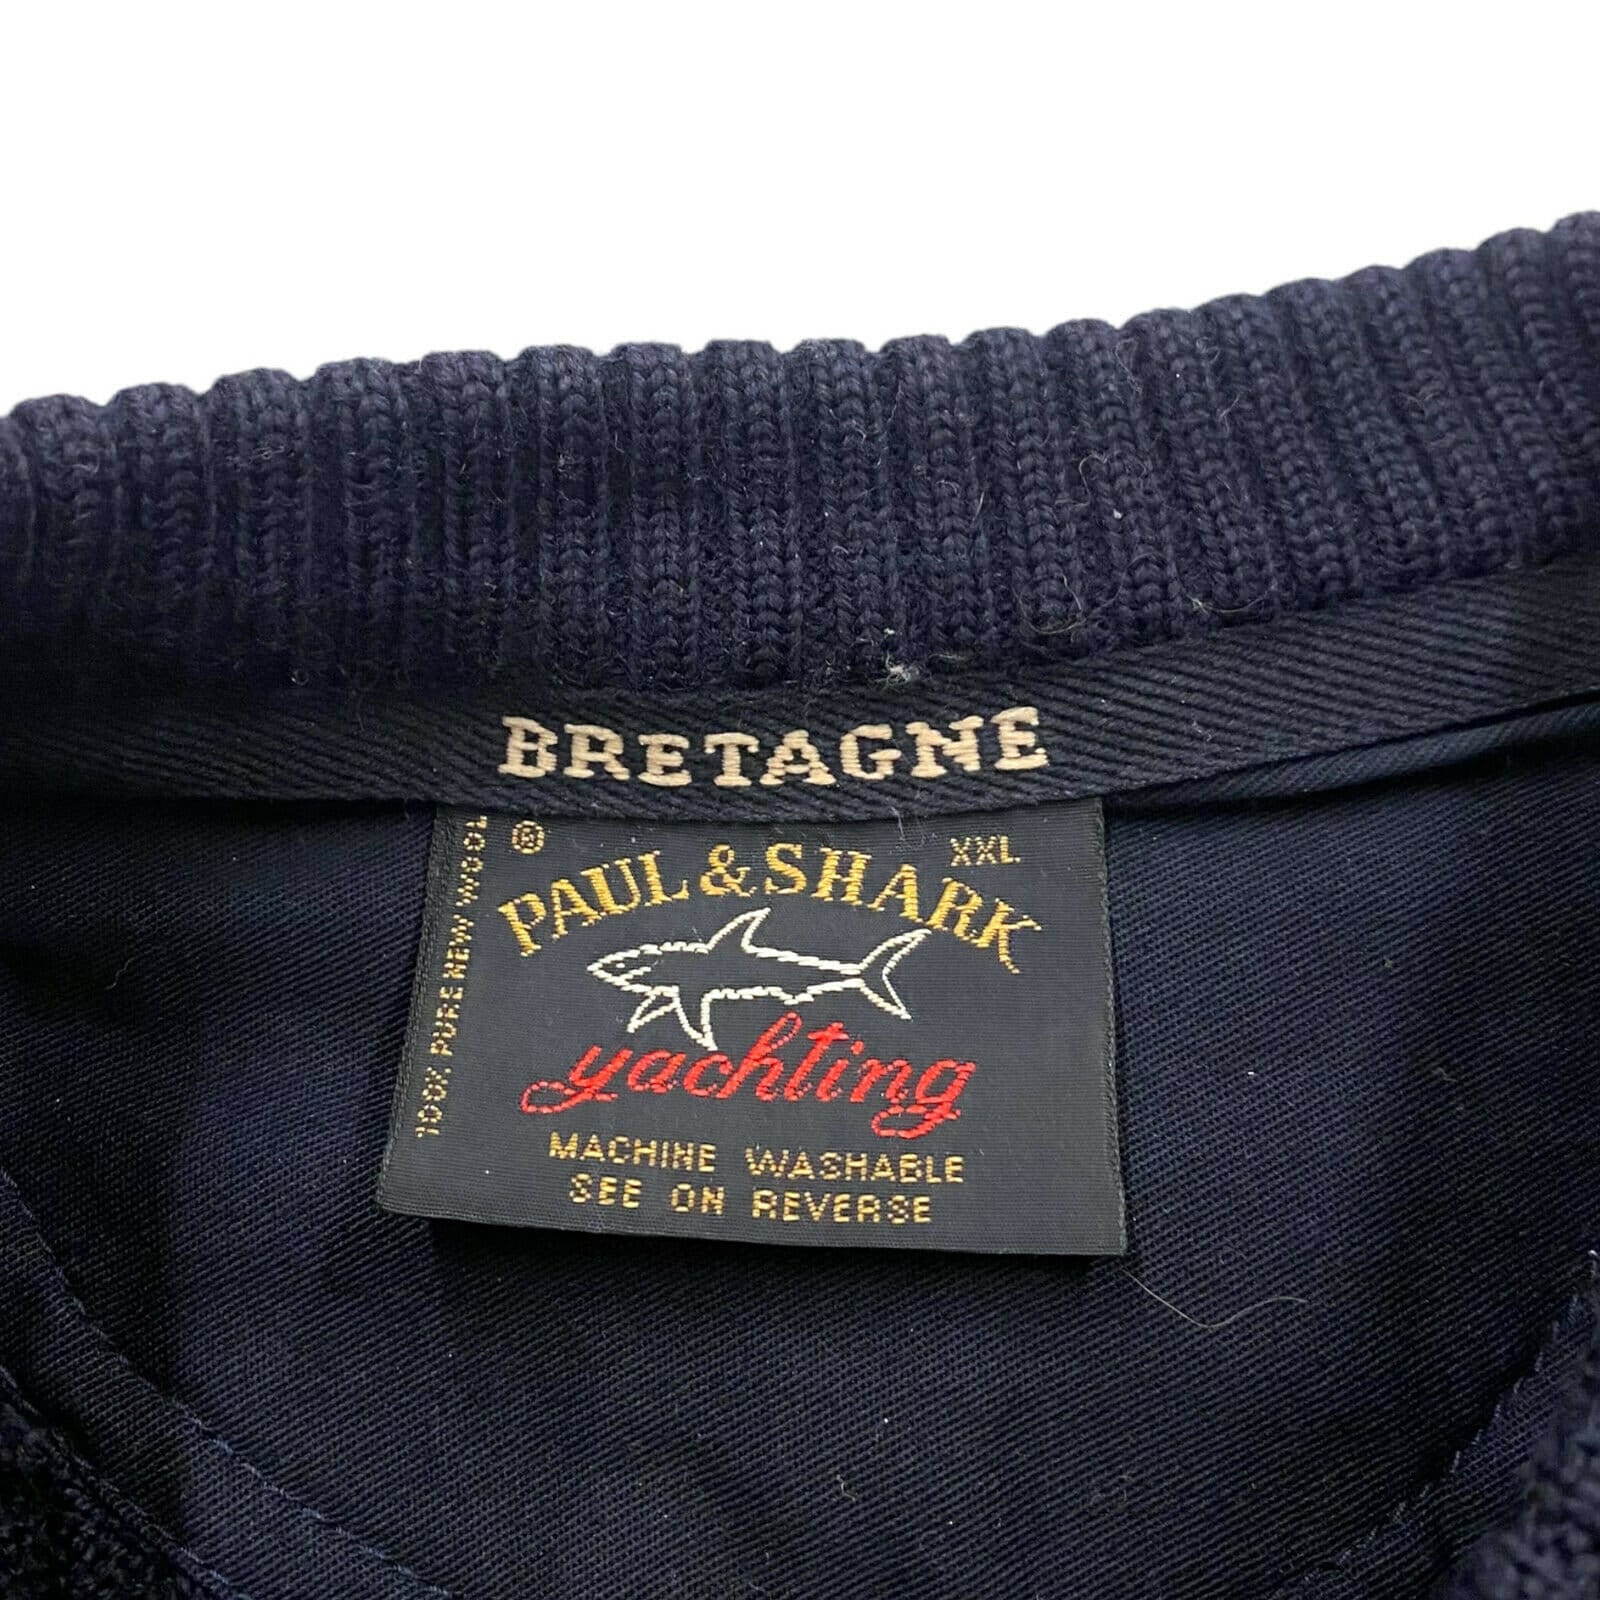 BRETAGNE
®
XXL
PAUL & SHARK
yachting
MACHINE WASHABLE
SEE ON REVERSE
100% PURE NEW WOOL